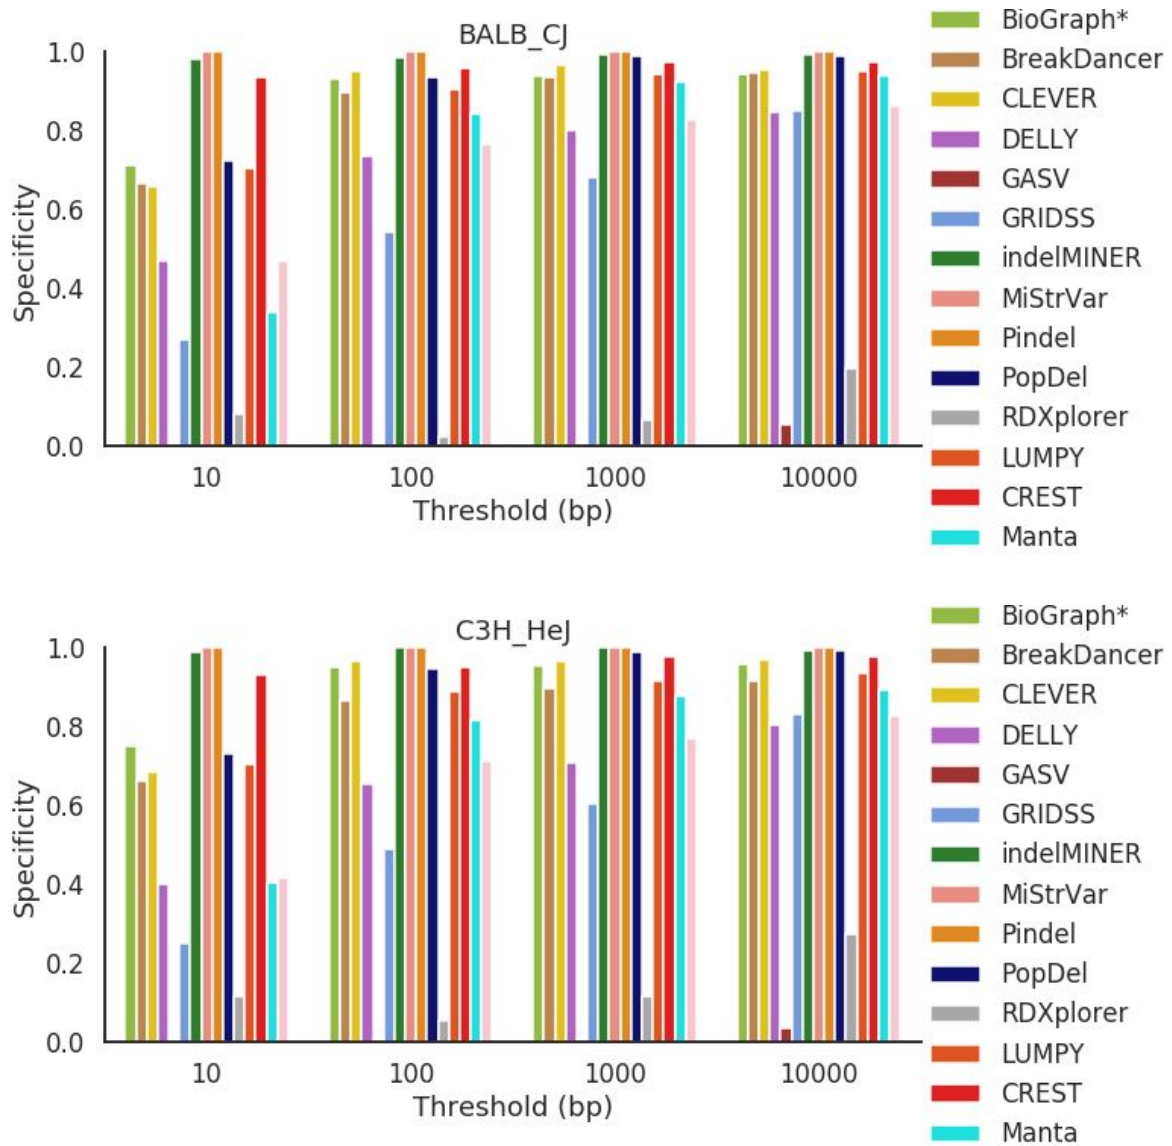 BALB_CJ
Specificity
1.0
0.8
0.6
0.4
0.2
0.0
10 100 1000 10000
Threshold (bp)
BioGraph*
BreakDancer
CLEVER
DELLY
GASV
GRIDSS
indelMINER
MiStrVar
Pindel
PopDel
RDXplorer
LUMPY
CREST
Manta
C3H_HeJ
Specificity
1.0
0.8
0.6
0.4
0.2
0.0
10 100 1000 10000
Threshold (bp)
BioGraph*
BreakDancer
CLEVER
DELLY
GASV
GRIDSS
indelMINER
MiStrVar
Pindel
PopDel
RDXplorer
LUMPY
CREST
Manta